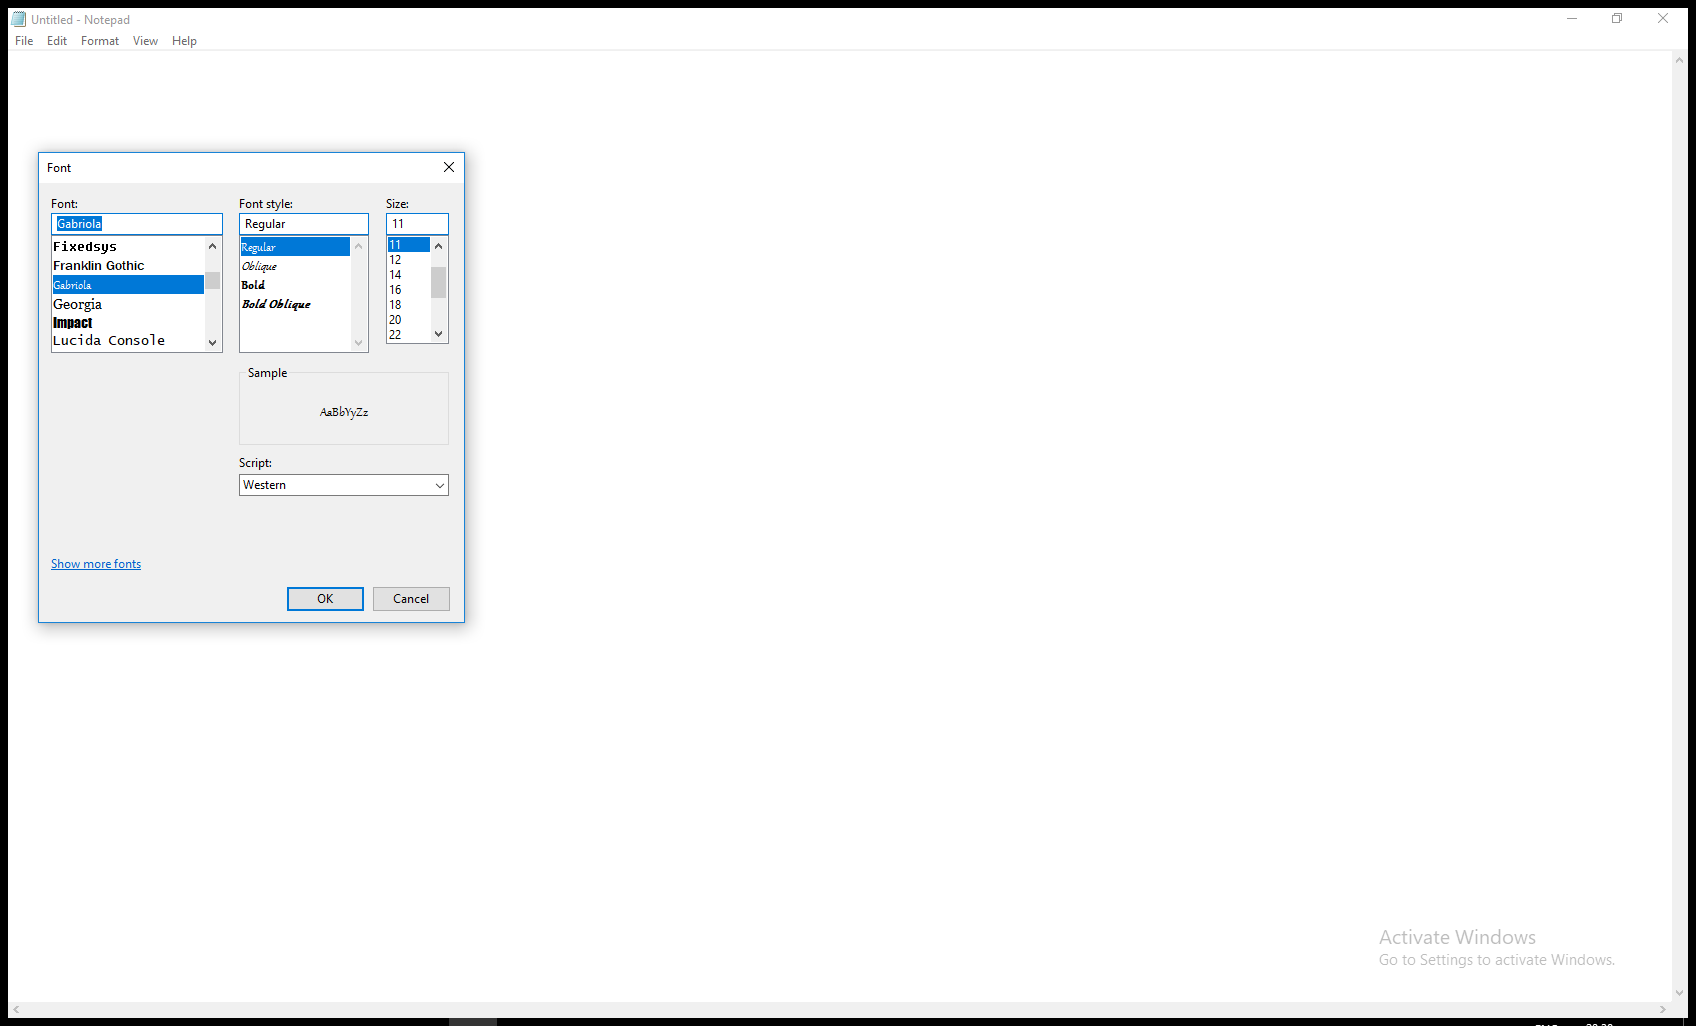 Untitled - Notepad
File Edit Format View Help
Font
Font:
Gabriola
Fixedsys
Franklin Gothic
Gabriola
Georgia
Impact
Lucida Console
Font style:
Regular
Regular
Oblique
Bold
Bold Oblique
Size:
11
11
12
14
16
18
20
22
Sample
AaBbYyZz
Script:
Western
Show more fonts
OK Cancel
Activate Windows
Go to Settings to activate Windows.